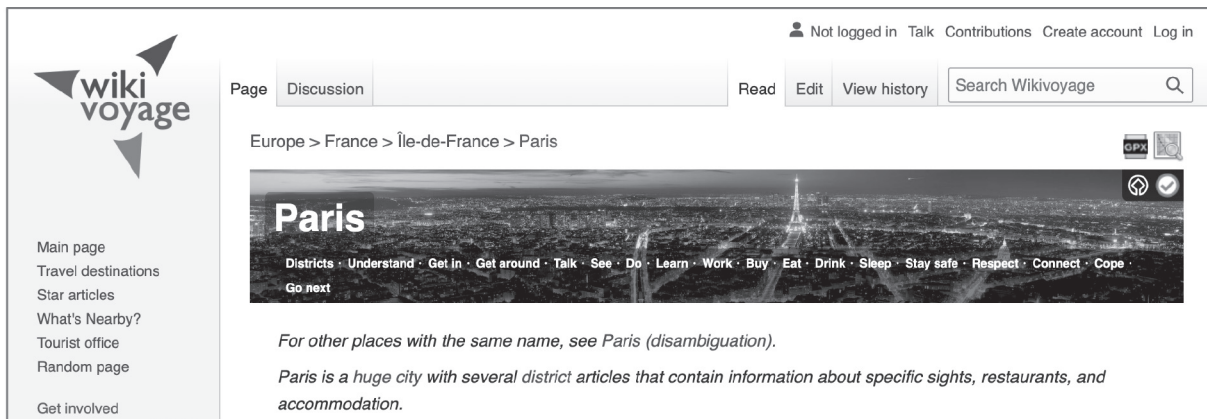 Not logged in Talk Contributions Create account Log in
wiki
voyage
Page Discussion Read Edit View history Search Wikivoyage
Europe > France > Île-de-France > Paris
GPX
Paris
Districts · Understand · Get in · Get around · Talk · See · Do · Learn · Work · Buy · Eat · Drink · Sleep · Stay safe · Respect · Connect · Cope ·
Go next
Main page
Travel destinations
Star articles
What's Nearby?
Tourist office
Random page
Get involved
For other places with the same name, see Paris (disambiguation).
Paris is a huge city with several district articles that contain information about specific sights, restaurants, and
accommodation.